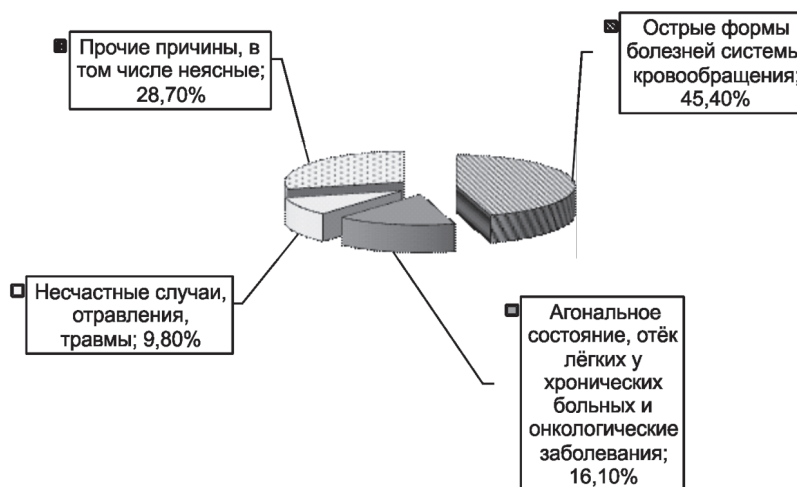 Прочие причины, в
том числе неясные;
28,70%
Острые формы
болезней системы
кровообращения;
45,40%
Несчастные случаи,
отравления,
травмы; 9,80%
Агональное
состояние, отёк
лёгких у
хронических
больных и
онкологические
заболевания;
16,10%